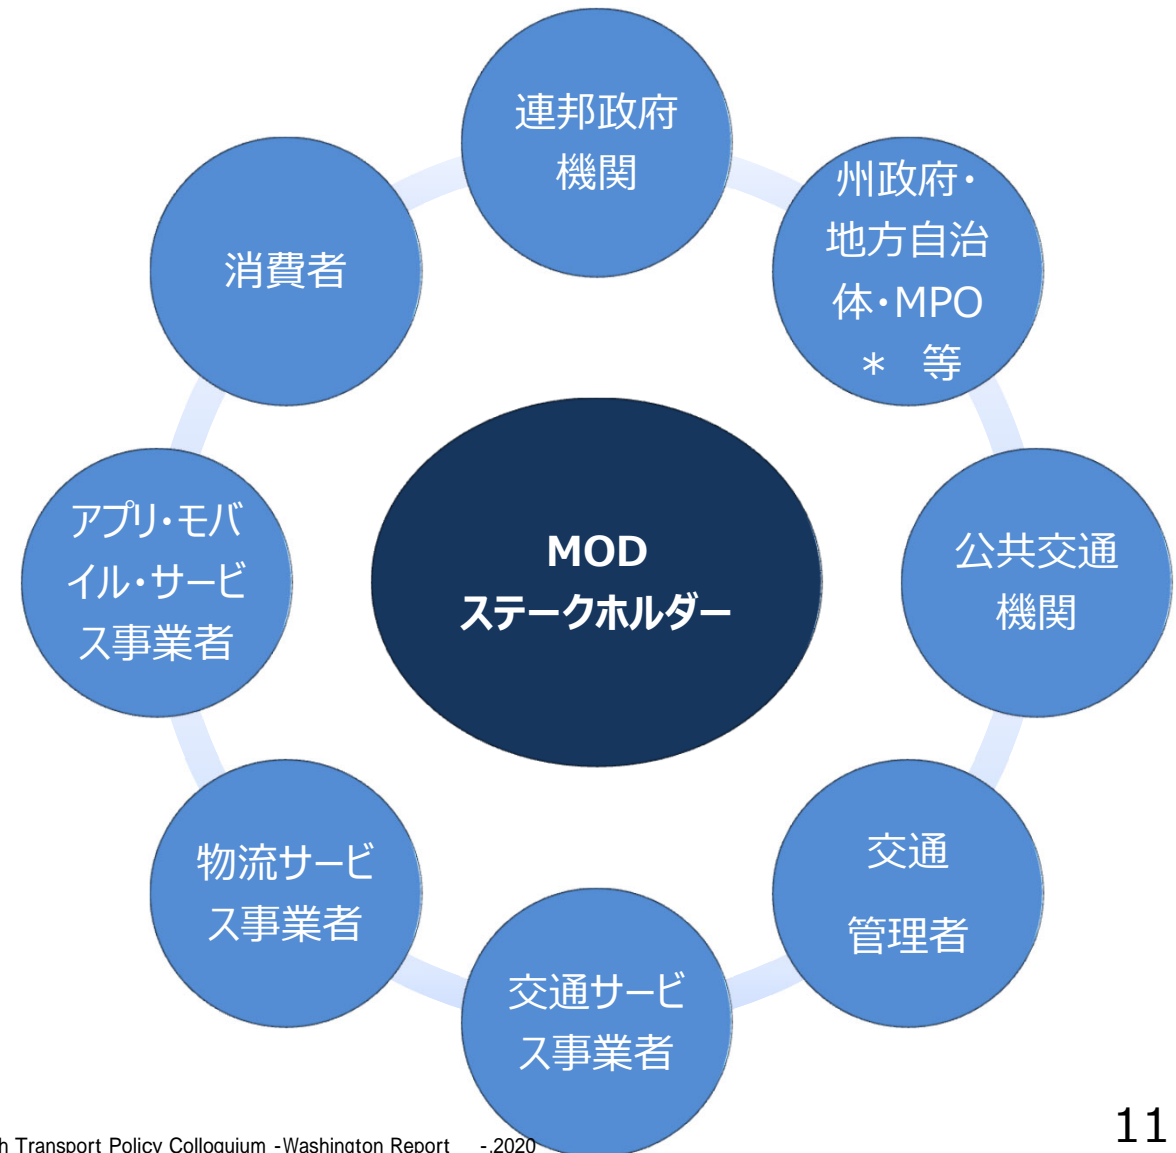 連邦政府
機関
州政府・
地方自治
体・MPO
* 等
公共交通
機関
交通
管理者
交通サービ
ス事業者
物流サービ
ス事業者
アプリ・モバ
イル・サービ
ス事業者
消費者
MOD
ステークホルダー
h Transport Policy Colloquium -Washington Report -.2020
11